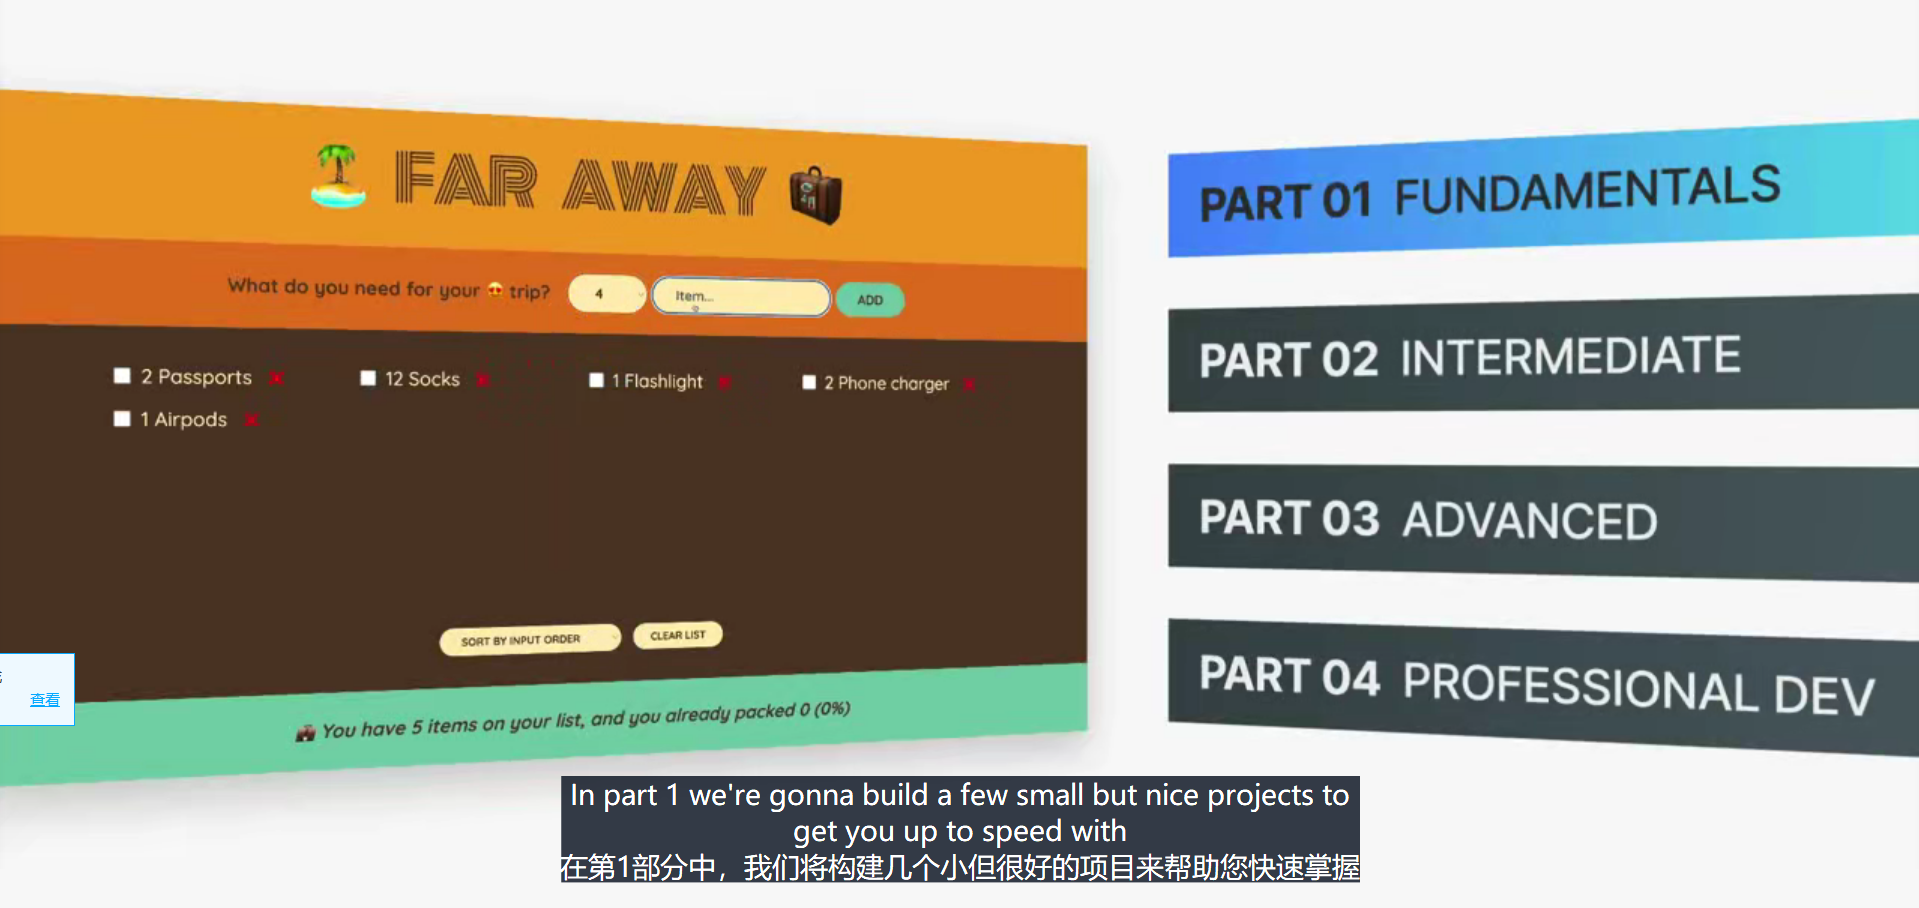 FAR AWAY
What do you need for your 😍 trip?
4
Item...
ADD
2 Passports
12 Socks
1 Flashlight
2 Phone charger
1 Airpods
SORT BY INPUT ORDER
CLEAR LIST
You have 5 items on your list, and you already packed 0 (0%)
查看
PART 01 FUNDAMENTALS
PART 02 INTERMEDIATE
PART 03 ADVANCED
PART 04 PROFESSIONAL DEV
In part 1 we're gonna build a few small but nice projects to
get you up to speed with
在第1部分中，我们将构建几个小但很好的项目来帮助您快速掌握